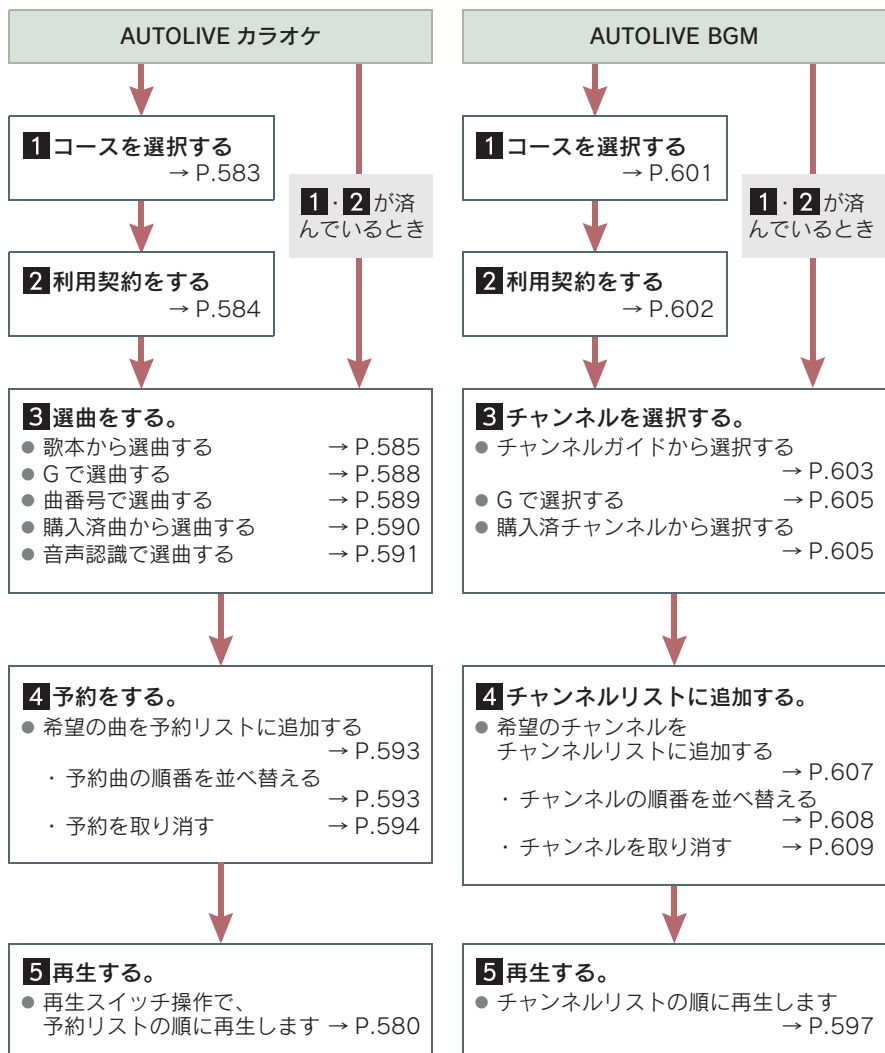 AUTOLIVE カラオケ
1 コースを選択する
→ P.583
1・2 が済
んでいるとき
2 利用契約をする
→ P.584
3 選曲をする。
● 歌本から選曲する → P.585
● G で選曲する → P.588
● 曲番号で選曲する → P.589
● 購入済曲から選曲する → P.590
● 音声認識で選曲する → P.591
4 予約をする。
● 希望の曲を予約リストに追加する
→ P.593
・ 予約曲の順番を並べ替える
→ P.593
・ 予約を取り消す → P.594
5 再生する。
● 再生スイッチ操作で、
予約リストの順に再生します → P.580
AUTOLIVE BGM
1 コースを選択する
→ P.601
1・2 が済
んでいるとき
2 利用契約をする
→ P.602
3 チャンネルを選択する。
● チャンネルガイドから選択する
→ P.603
● G で選択する → P.605
● 購入済チャンネルから選択する
→ P.605
4 チャンネルリストに追加する。
● 希望のチャンネルを
チャンネルリストに追加する
→ P.607
・ チャンネルの順番を並べ替える
→ P.608
・ チャンネルを取り消す → P.609
5 再生する。
● チャンネルリストの順に再生します
→ P.597